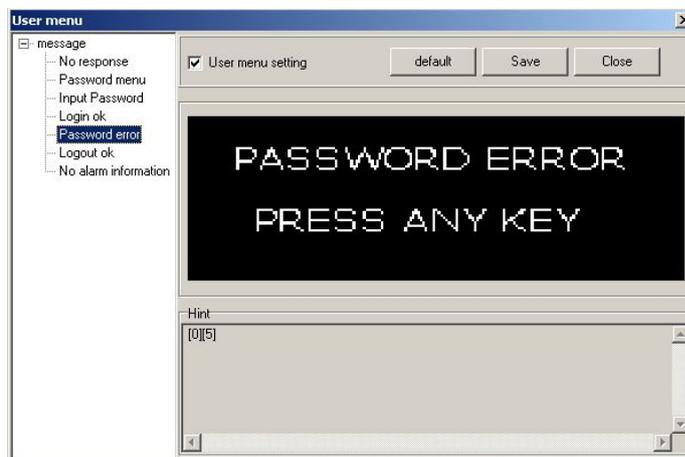 User menu
message
No response
Password menu
Input Password
Login ok
Password error
Logout ok
No alarm information
User menu setting
default
Save
Close
PASSWORD ERROR
PRESS ANY KEY
Hint
[0][5]